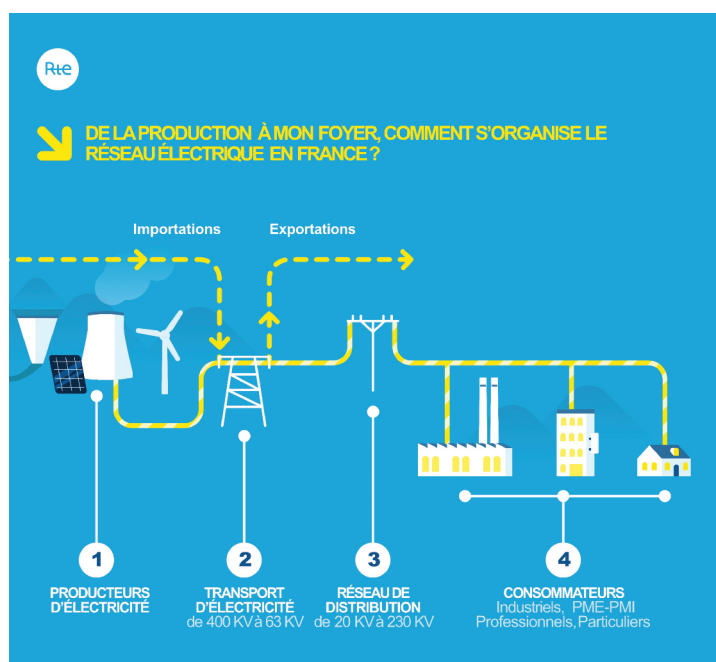 Rte
DE LA PRODUCTION À MON FOYER, COMMENT S'ORGANISE LE
RÉSEAU ÉLECTRIQUE EN FRANCE ?
Importations
Exportations
1
2
3
4
PRODUCTEURS
D'ÉLECTRICITÉ
TRANSPORT
D'ÉLECTRICITÉ
de 400 KV à 63 KV
RÉSEAU DE
DISTRIBUTION
de 20 KV à 230 KV
CONSOMMATEURS
Industriels, PME-PMI
Professionnels, Particuliers